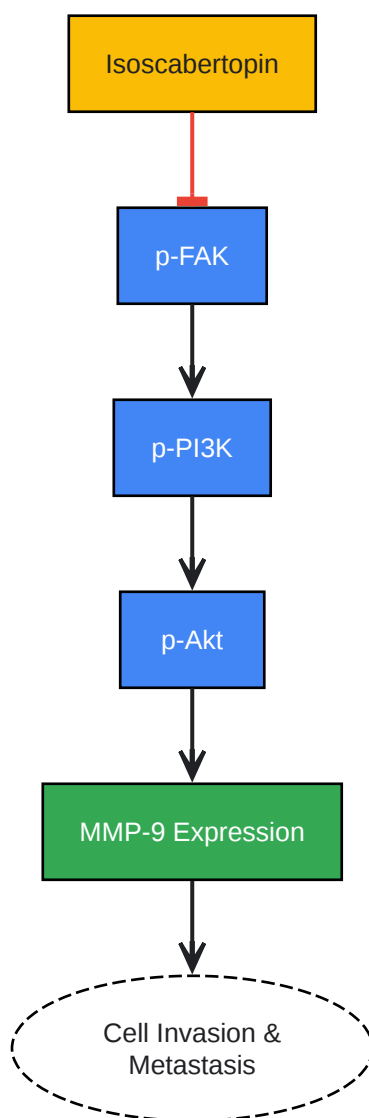 Isoscabertopin
p-FAK
p-PI3K
p-Akt
MMP-9 Expression
Cell Invasion &
Metastasis